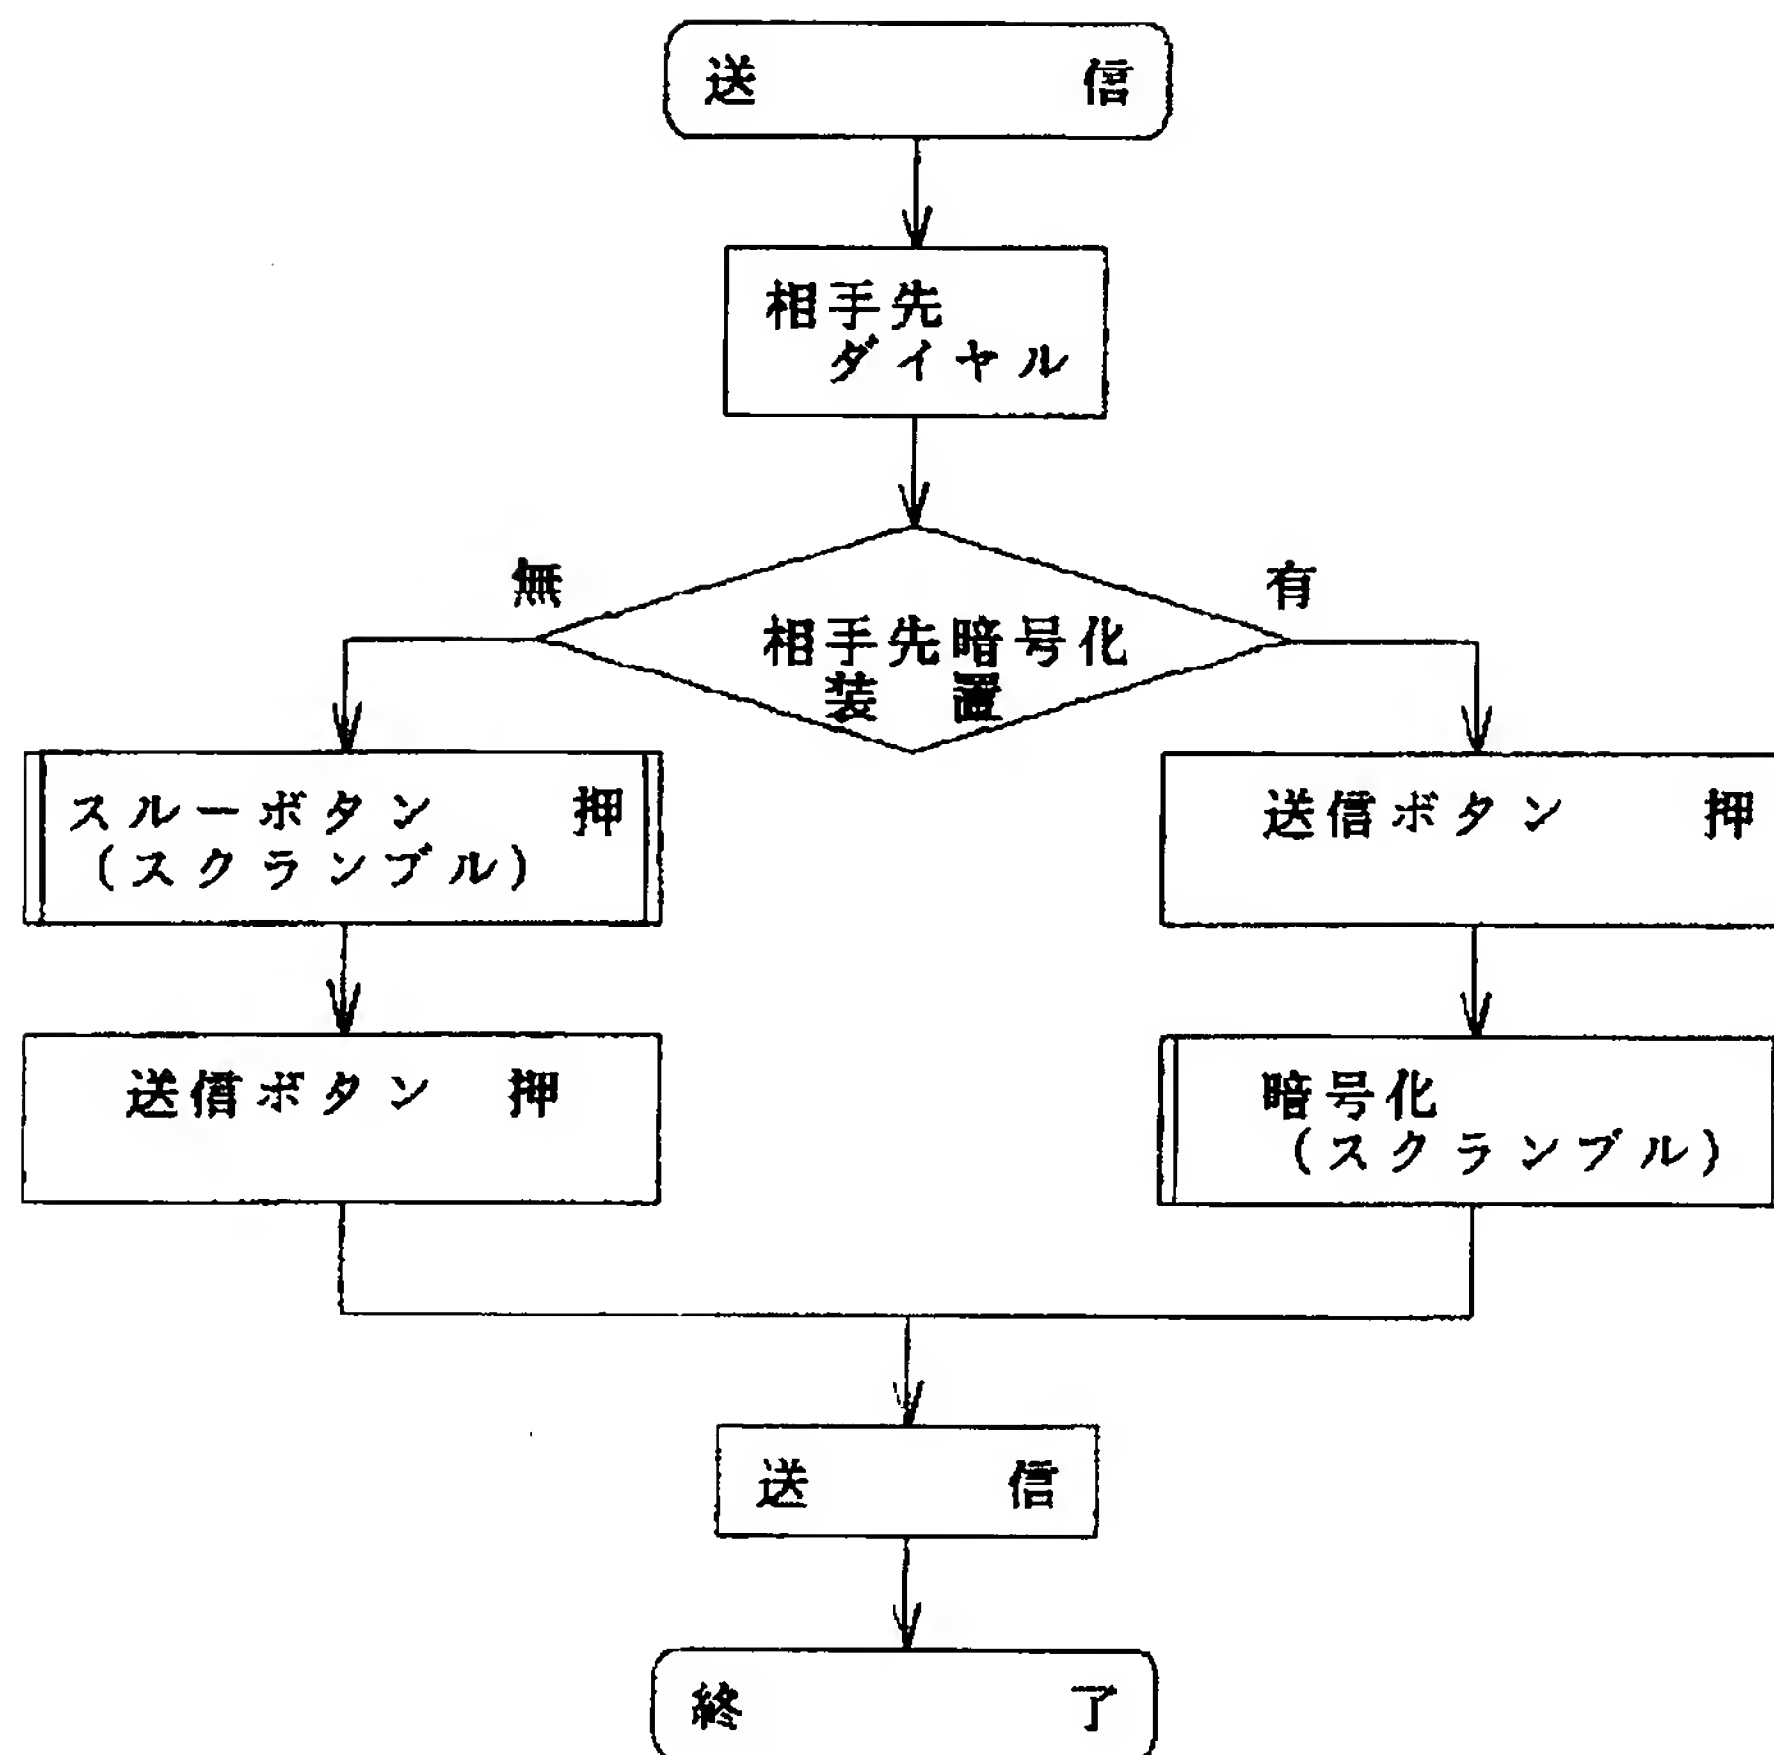 送 信
相手先
ダイヤル
無
有
相手先暗号化
装 置
スルーボタン 押
(スクランブル)
送信ボタン 押
送信ボタン 押
暗号化
(スクランブル)
送 信
終 了